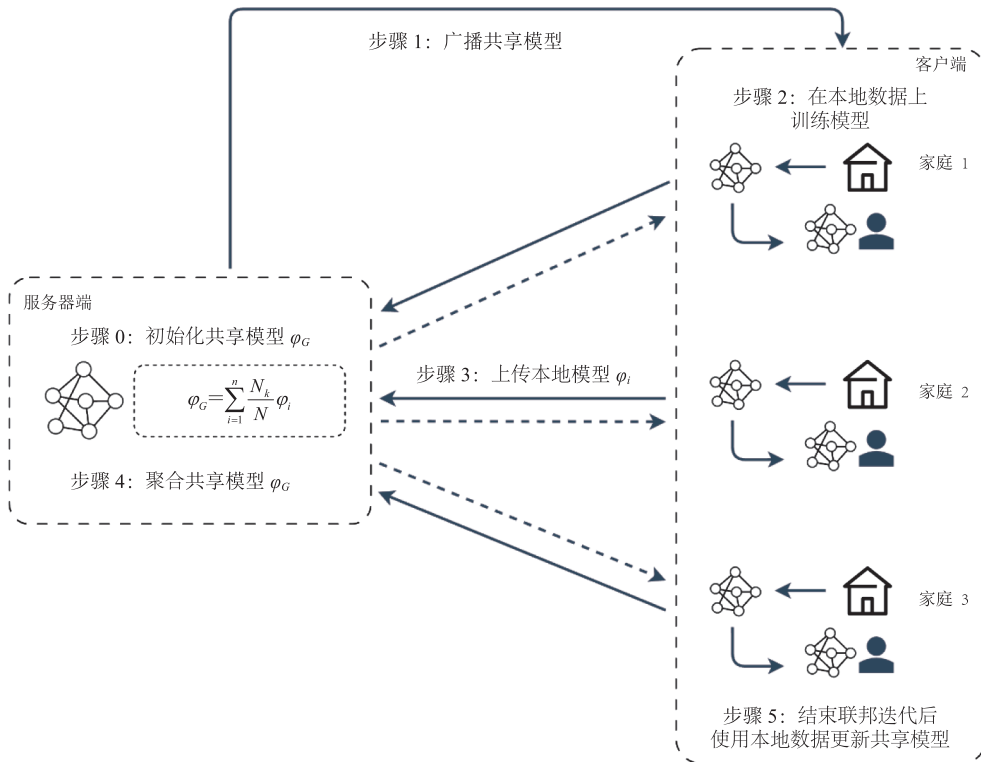 步骤 1：广播共享模型
客户端
步骤 2：在本地数据上
训练模型
家庭 1
服务器端
步骤 0：初始化共享模型 φG
φG=∑i=1n Nk/N φi
步骤 3：上传本地模型 φi
家庭 2
步骤 4：聚合共享模型 φG
家庭 3
步骤 5：结束联邦迭代后
使用本地数据更新共享模型